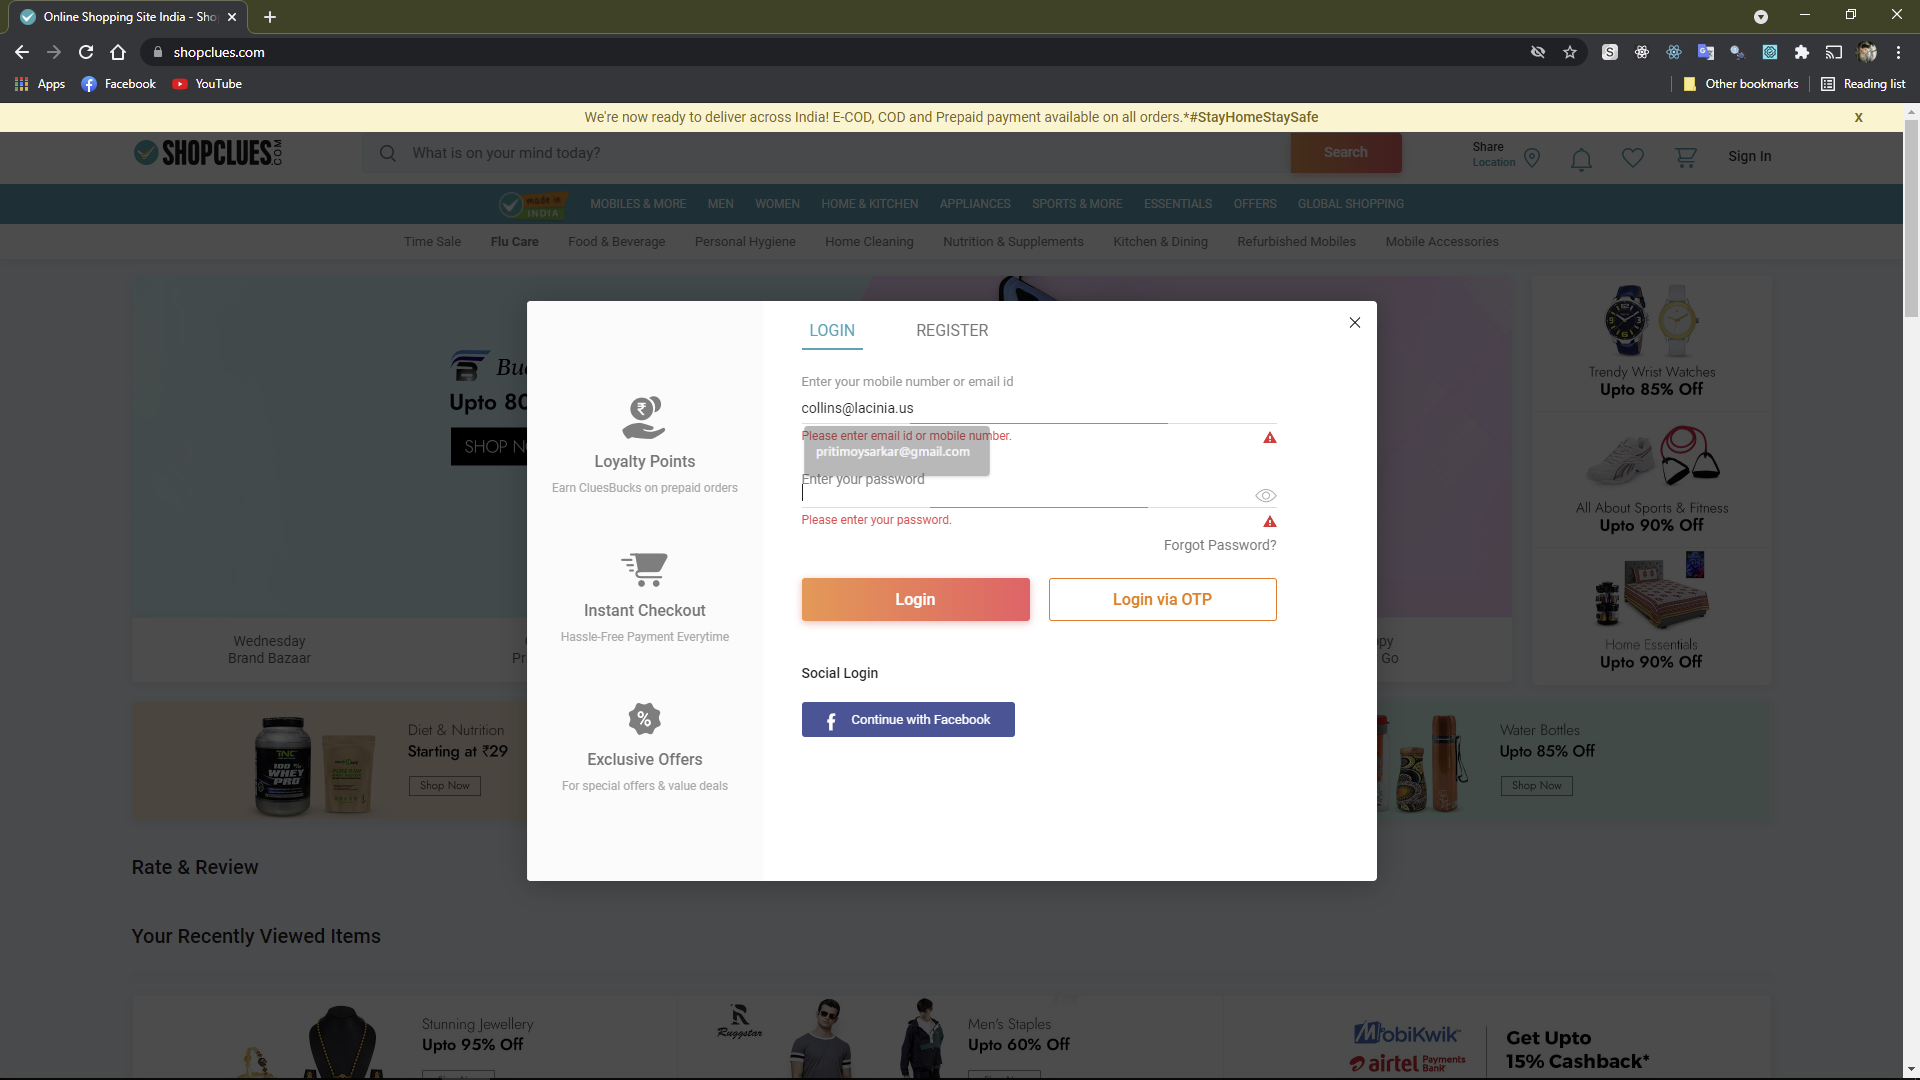 Online Shopping Site India - Sho
shopclues.com
Apps
Facebook
YouTube
Other bookmarks
Reading list
We're now ready to deliver across India! E-COD, COD and Prepaid payment available on all orders.*#StayHomeStaySafe
X
SHOPCLUES.COM
What is on your mind today?
Search
Share
Location
Sign In
made in
INDIA
MOBILES & MORE
MEN
WOMEN
HOME & KITCHEN
APPLIANCES
SPORTS & MORE
ESSENTIALS
OFFERS
GLOBAL SHOPPING
Time Sale
Flu Care
Food & Beverage
Personal Hygiene
Home Cleaning
Nutrition & Supplements
Kitchen & Dining
Refurbished Mobiles
Mobile Accessories
Upto 80
SHOP N
LOGIN
REGISTER
Enter your mobile number or email id
collins@lacinia.us
Please enter email id or mobile number.
pritimoysarkar@gmail.com
Enter your password
Please enter your password.
Forgot Password?
Login
Login via OTP
Social Login
Continue with Facebook
Loyalty Points
Earn CluesBucks on prepaid orders
Instant Checkout
Hassle-Free Payment Everytime
Exclusive Offers
For special offers & value deals
Trendy Wrist Watches
Upto 85% Off
All About Sports & Fitness
Upto 90% Off
Home Essentials
Upto 90% Off
Wednesday
Brand Bazaar
Pr
ppy
Go
Diet & Nutrition
Starting at ₹29
Shop Now
TNC
100 %
WHEY
PRO
Water Bottles
Upto 85% Off
Shop Now
Rate & Review
Your Recently Viewed Items
Stunning Jewellery
Upto 95% Off
Ruggstar
Men's Staples
Upto 60% Off
MobiKwik
airtel Payments Bank
Get Upto
15% Cashback*